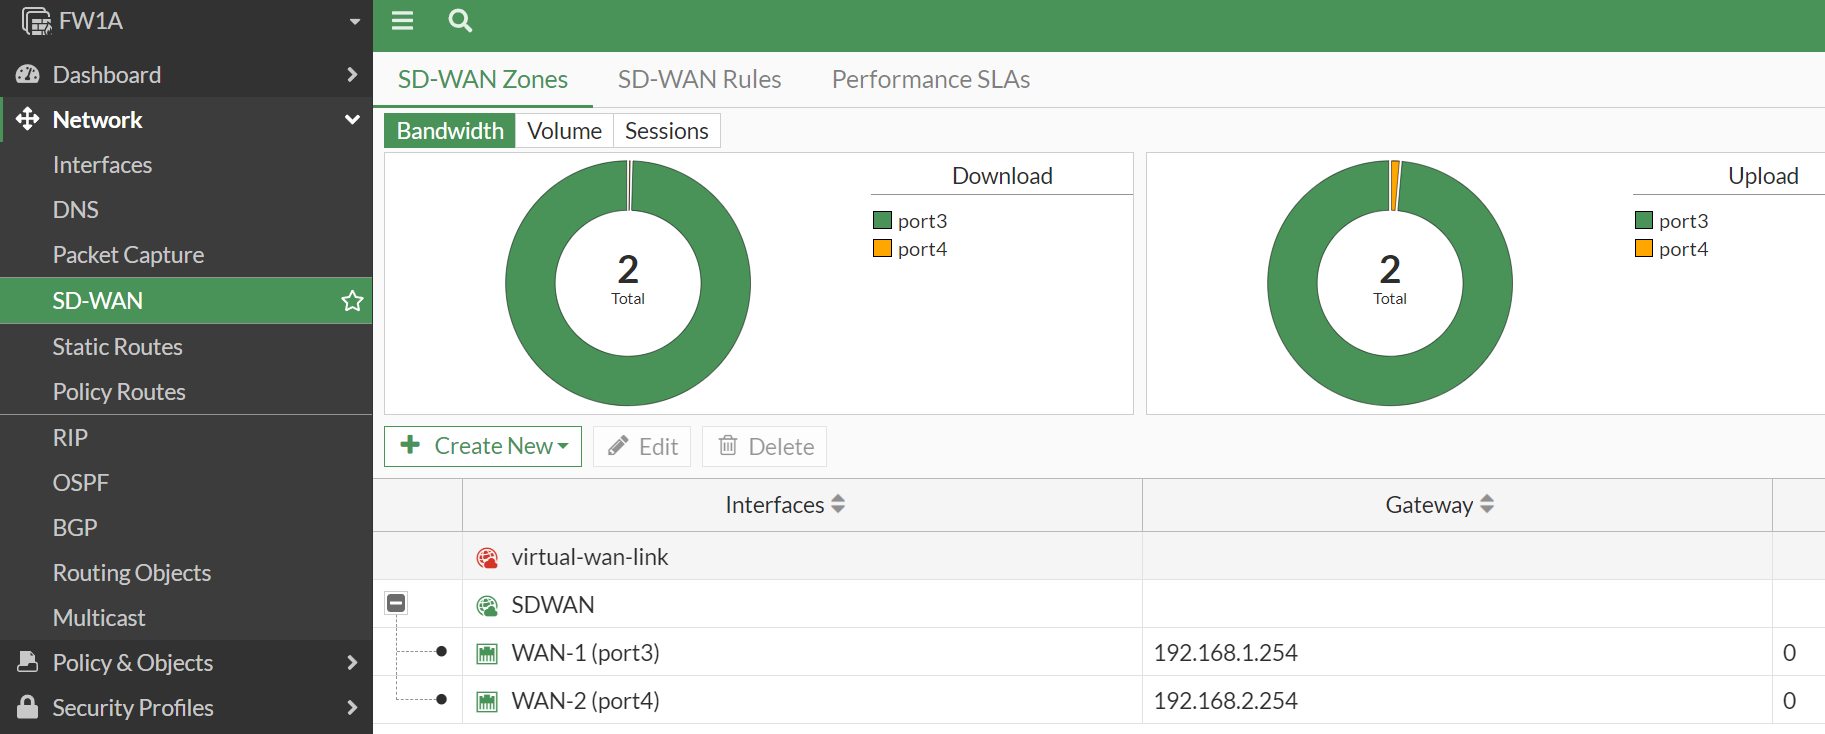 FW1A
Dashboard
Network
Interfaces
DNS
Packet Capture
SD-WAN
Static Routes
Policy Routes
RIP
OSPF
BGP
Routing Objects
Multicast
Policy & Objects
Security Profiles
SD-WAN Zones SD-WAN Rules Performance SLAs
Bandwidth Volume Sessions
Download
port3
port4
2
Total
Upload
port3
port4
2
Total
Create New Edit Delete
Interfaces Gateway
virtual-wan-link
SDWAN
WAN-1 (port3) 192.168.1.254 0
WAN-2 (port4) 192.168.2.254 0